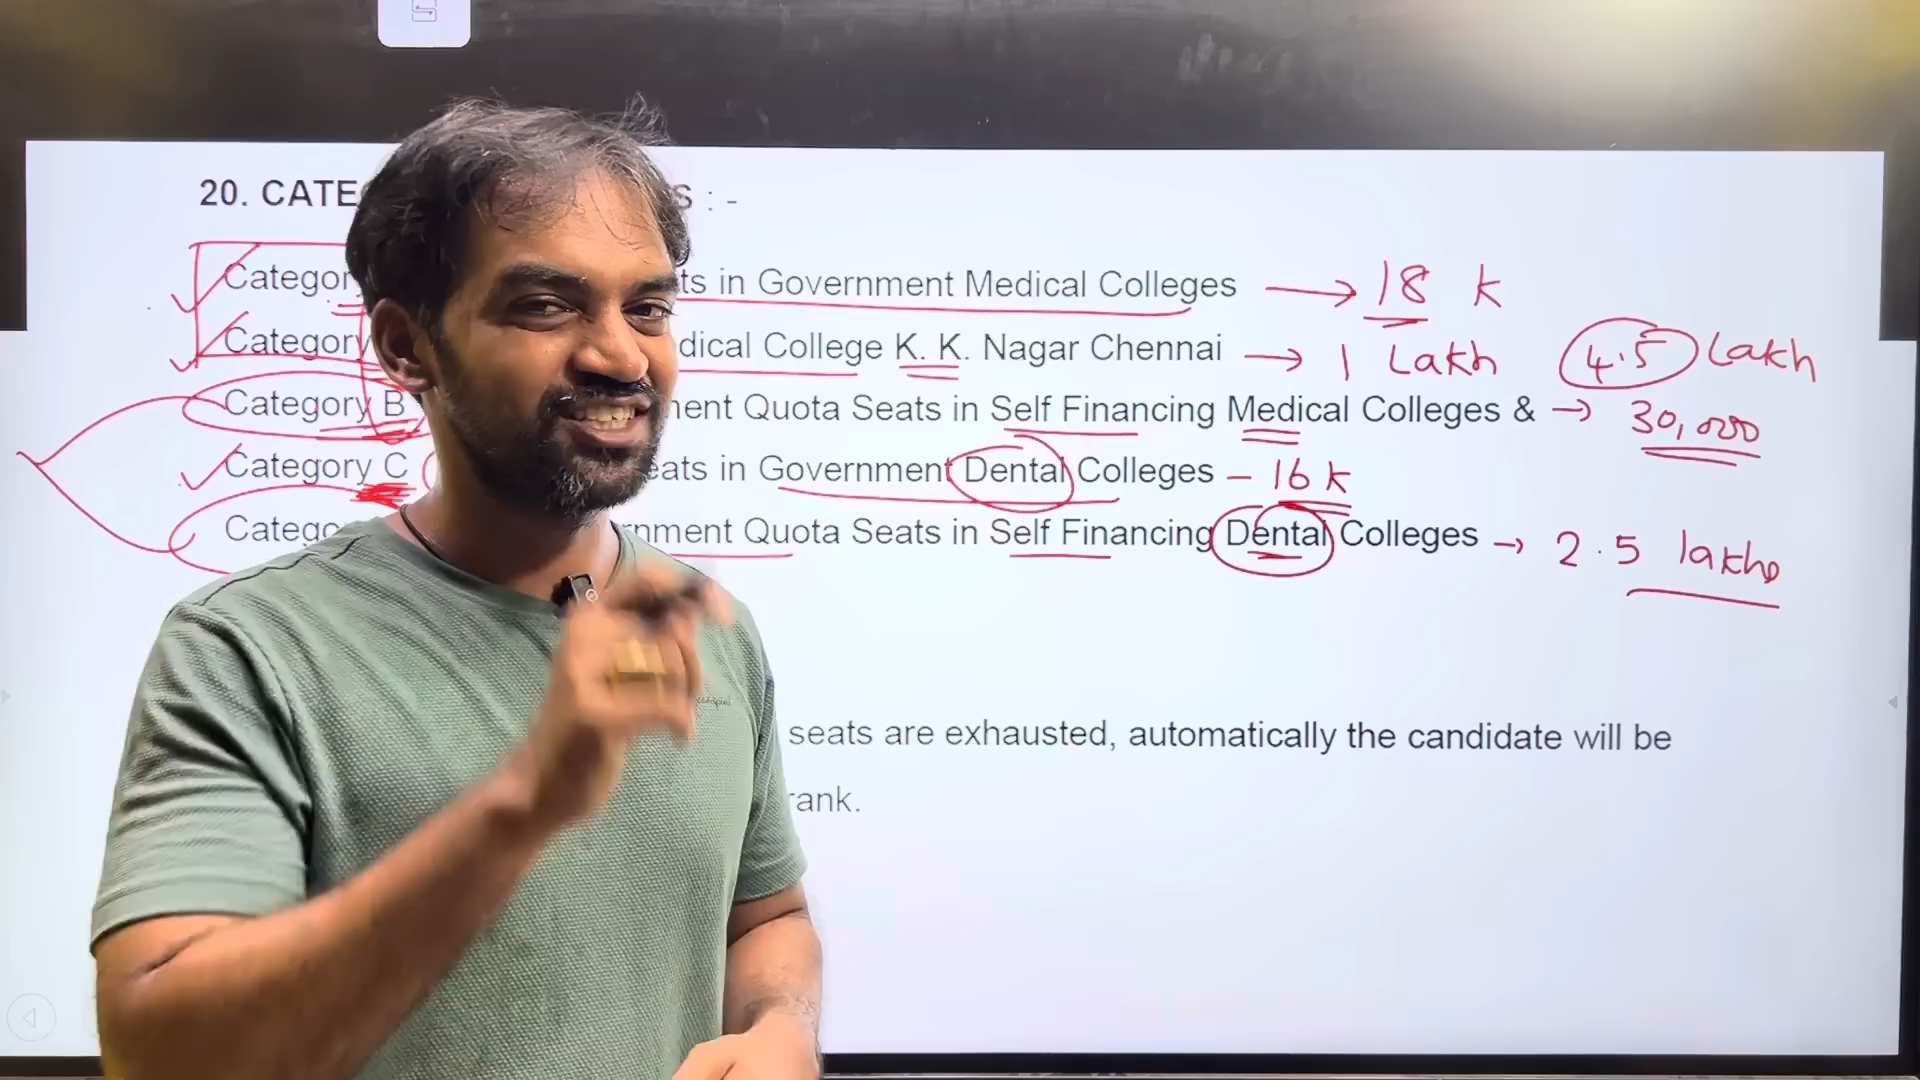 20. CATE S : -
Category ts in Government Medical Colleges → 18 k
Category dical College K. K. Nagar Chennai → 1 Lakh 4.5 Lakh
Category B ment Quota Seats in Self Financing Medical Colleges & → 30,000
Category C eats in Government Dental Colleges – 16 k
Catego rnment Quota Seats in Self Financing Dental Colleges → 2.5 lakhs
seats are exhausted, automatically the candidate will be
rank.